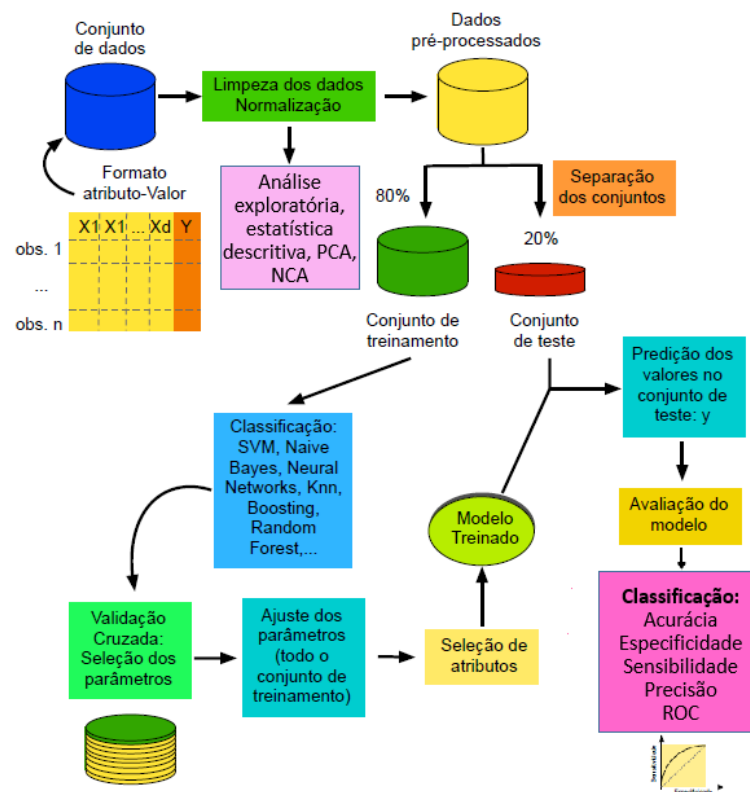 Conjunto
de dados
Limpeza dos dados
Normalização
Dados
pré-processados
Formato
atributo-Valor
X1 X1 ... Xd Y
obs. 1
...
obs. n
Análise
exploratória,
estatística
descritiva, PCA,
NCA
80%
20%
Separação
dos conjuntos
Conjunto de
treinamento
Conjunto
de teste
Predição dos
valores no
conjunto de
teste: y
Classificação:
SVM, Naive
Bayes, Neural
Networks, Knn,
Boosting,
Random
Forest,...
Modelo
Treinado
Avaliação do
modelo
Validação
Cruzada:
Seleção dos
parâmetros
Ajuste dos
parâmetros
(todo o
conjunto de
treinamento)
Seleção de
atributos
Classificação:
Acurácia
Especificidade
Sensibilidade
Precisão
ROC